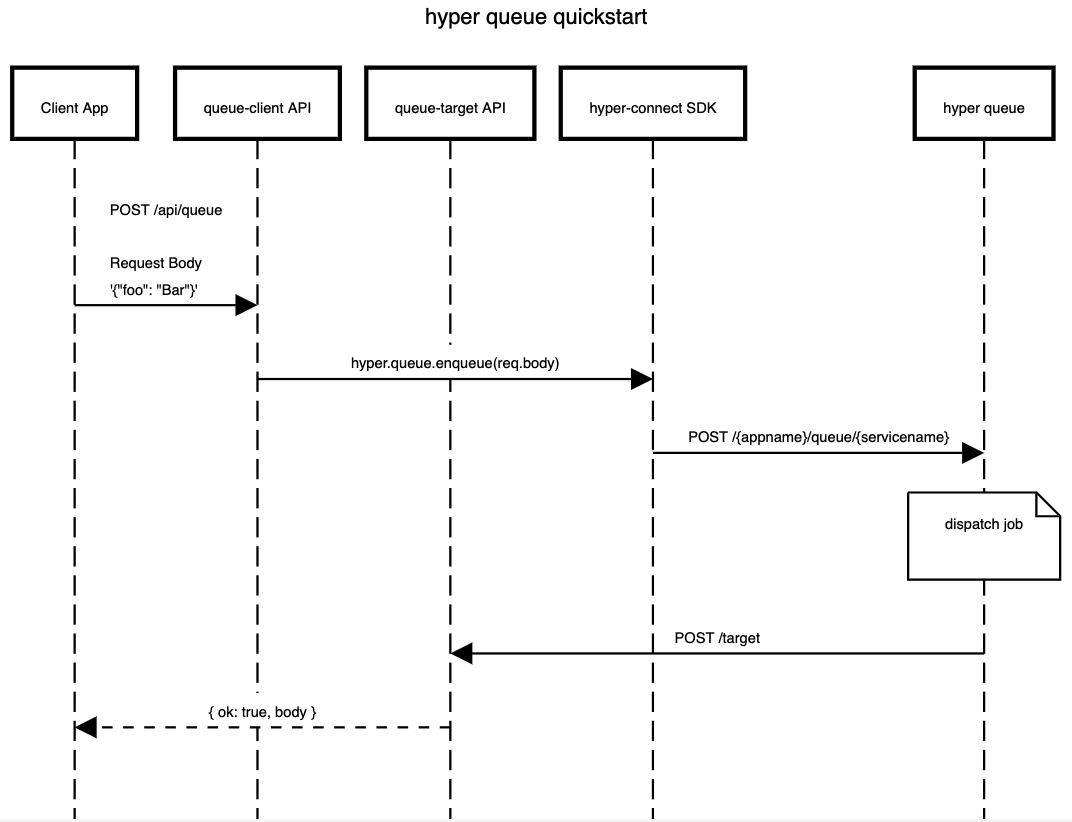 hyper queue quickstart
Client App
queue-client API
queue-target API
hyper-connect SDK
hyper queue
POST /api/queue
Request Body
'{"foo": "Bar"}'
hyper.queue.enqueue(req.body)
POST /{appname}/queue/{servicename}
dispatch job
POST /target
{ ok: true, body }